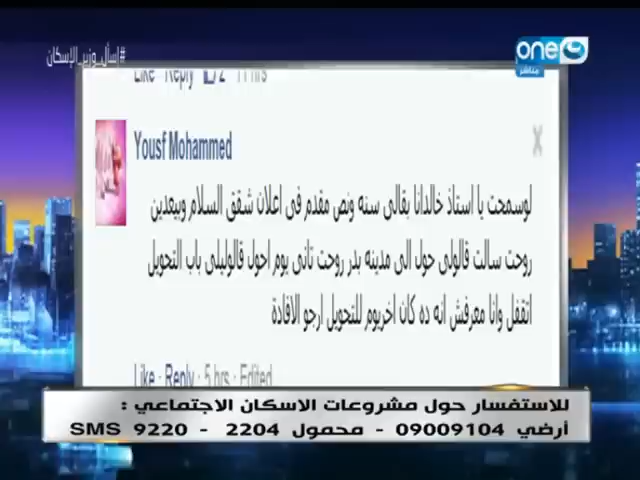 #اسأل_وزير_الإسكان
one
مباشر
Like · Reply · 2 · 11 hrs
Yousf Mohammed
لوسمحت يا استاذ خالدانا بقالى سنه ونص مقدم فى اعلان شقق السلام وبيعدين
روحت سالت قالولى حول الى مدينه بدر روحت تانى يوم احول قالوليلى باب التحويل
اتقفل وانا معرفش انه ده كان اخريوم للتحويل ارجو الافادة
Like · Reply · 5 hrs · Edited
للاستفسار حول مشروعات الاسكان الاجتماعي :
أرضي 09009104 - محمول 2204 - SMS 9220